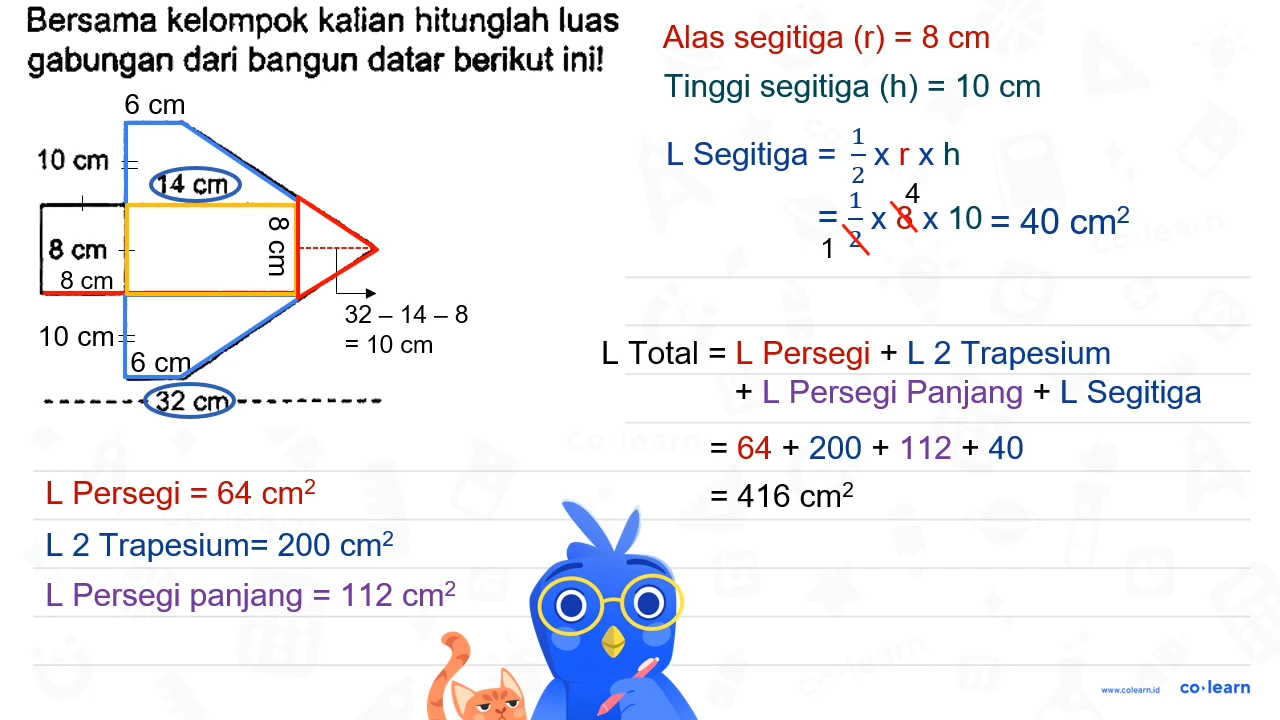 Bersama kelompok kalian hitunglah luas
gabungan dari bangun datar berikut ini!
6 cm
10 cm
14 cm
8 cm
8 cm
8 cm
10 cm
6 cm
32 cm
32 – 14 – 8
= 10 cm
L Persegi = 64 cm²
L 2 Trapesium= 200 cm²
L Persegi panjang = 112 cm²
Alas segitiga (r) = 8 cm
Tinggi segitiga (h) = 10 cm
L Segitiga = 1/2 x r x h
4
= 1/2 x 8 x 10 = 40 cm²
1
L Total = L Persegi + L 2 Trapesium
+ L Persegi Panjang + L Segitiga
= 64 + 200 + 112 + 40
= 416 cm²
www.colearn.id co·learn